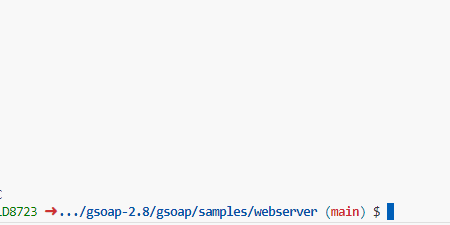 LD8723 ➜ .../gsoap-2.8/gsoap/samples/webserver (main) $